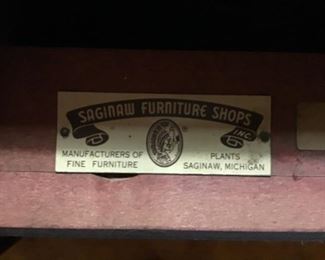 SAGINAW FURNITURE SHOPS
INC.
MANUFACTURERS OF
FINE FURNITURE
PLANTS
SAGINAW, MICHIGAN